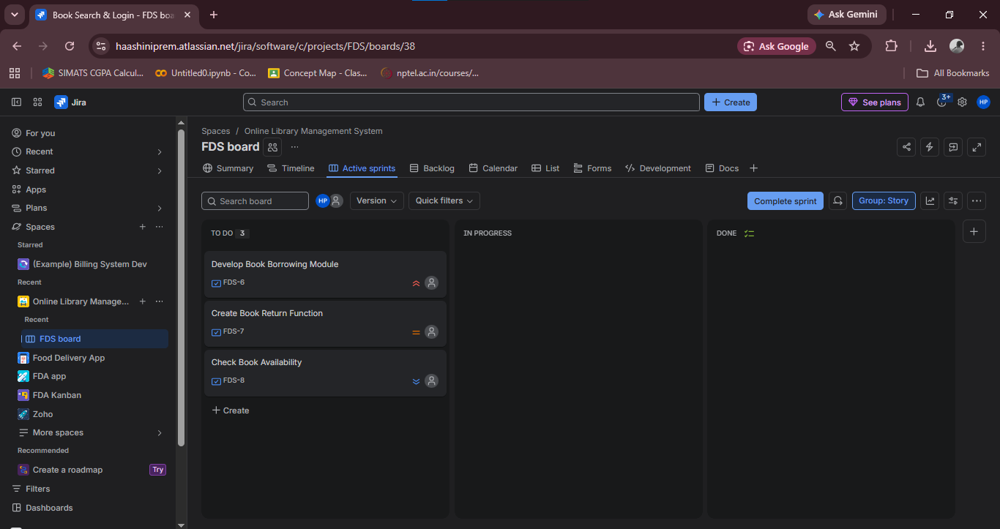 Book Search & Login - FDS boa
Ask Gemini
haashiniprem.atlassian.net/jira/software/c/projects/FDS/boards/38
Ask Google
SIMATS CGPA Calcul...
Untitled0.ipynb - Co...
Concept Map - Clas...
nptel.ac.in/courses/...
All Bookmarks
Jira
Search
Create
See plans
3+
HP
For you
Recent
Starred
Apps
Plans
Spaces
Starred
(Example) Billing System Dev
Recent
Online Library Manage...
Recent
FDS board
Food Delivery App
FDA app
FDA Kanban
Zoho
More spaces
Recommended
Create a roadmap
Try
Filters
Dashboards
Spaces / Online Library Management System
FDS board
Summary
Timeline
Active sprints
Backlog
Calendar
List
Forms
Development
Docs
Search board
HP
Version
Quick filters
Complete sprint
Group: Story
TO DO 3
Develop Book Borrowing Module
FDS-6
Create Book Return Function
FDS-7
Check Book Availability
FDS-8
Create
IN PROGRESS
DONE